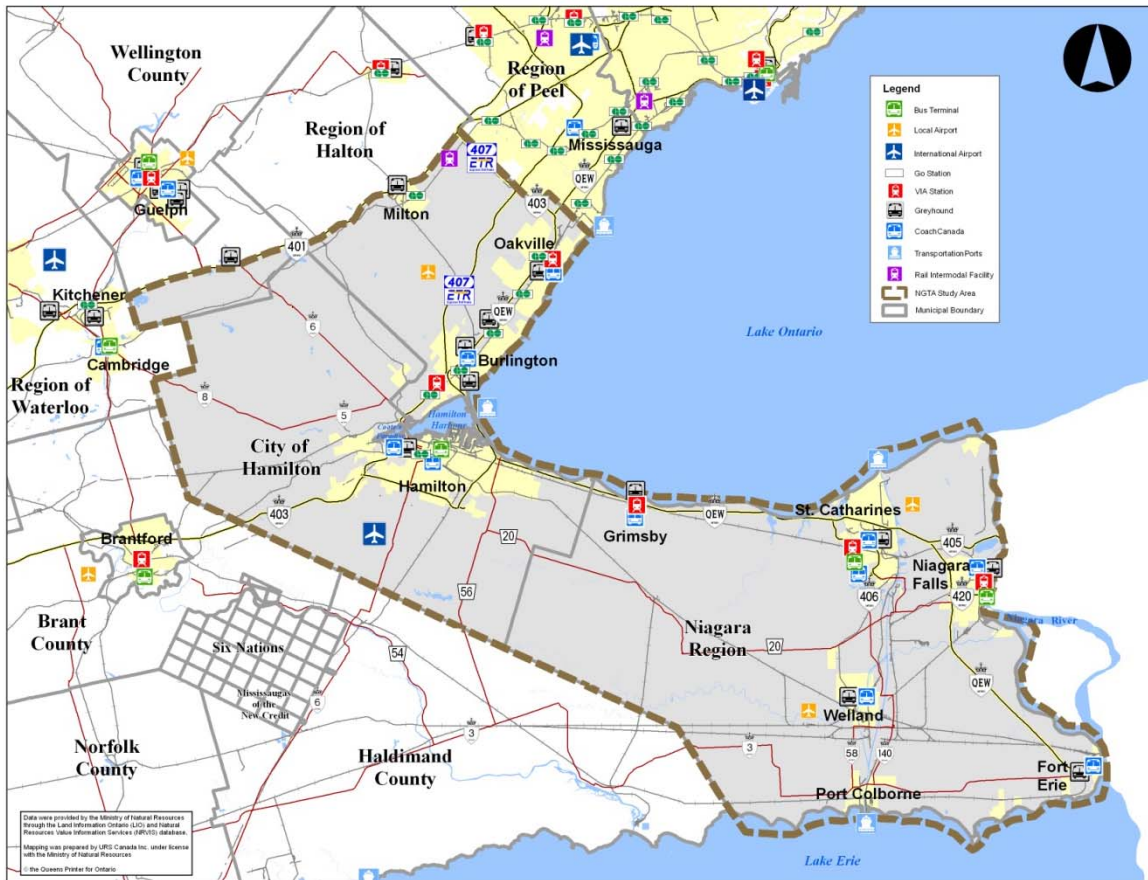 Wellington
County
Region
of Peel
Region of
Halton
Mississauga
407
ETR
QEW
403
Guelph
Milton
401
Oakville
407
ETR
QEW
Kitchener
6
Lake Ontario
Cambridge
Burlington
Region of
Waterloo
8
5
Hamilton
Harbour
City of
Hamilton
Hamilton
403
20
Grimsby
QEW
St. Catharines
405
Brantford
56
406
Niagara
Falls
420
Brant
County
Six Nations
54
Niagara
Region
20
Niagara River
Mississaugas
of the
New Credit
6
QEW
Welland
Norfolk
County
Haldimand
County
3
3
58
140
Fort
Erie
Port Colborne
Lake Erie
Legend
Bus Terminal
Local Airport
International Airport
Go Station
VIA Station
Greyhound
CoachCanada
Transportation Ports
Rail Intermodal Facility
NGTA Study Area
Municipal Boundary
Data were provided by the Ministry of Natural Resources
through the Land Information Ontario (LIO) and Natural
Resources Value Information Services (NRVIS) database.
Mapping was prepared by URS Canada Inc. under license
with the Ministry of Natural Resources
© the Queens Printer for Ontario